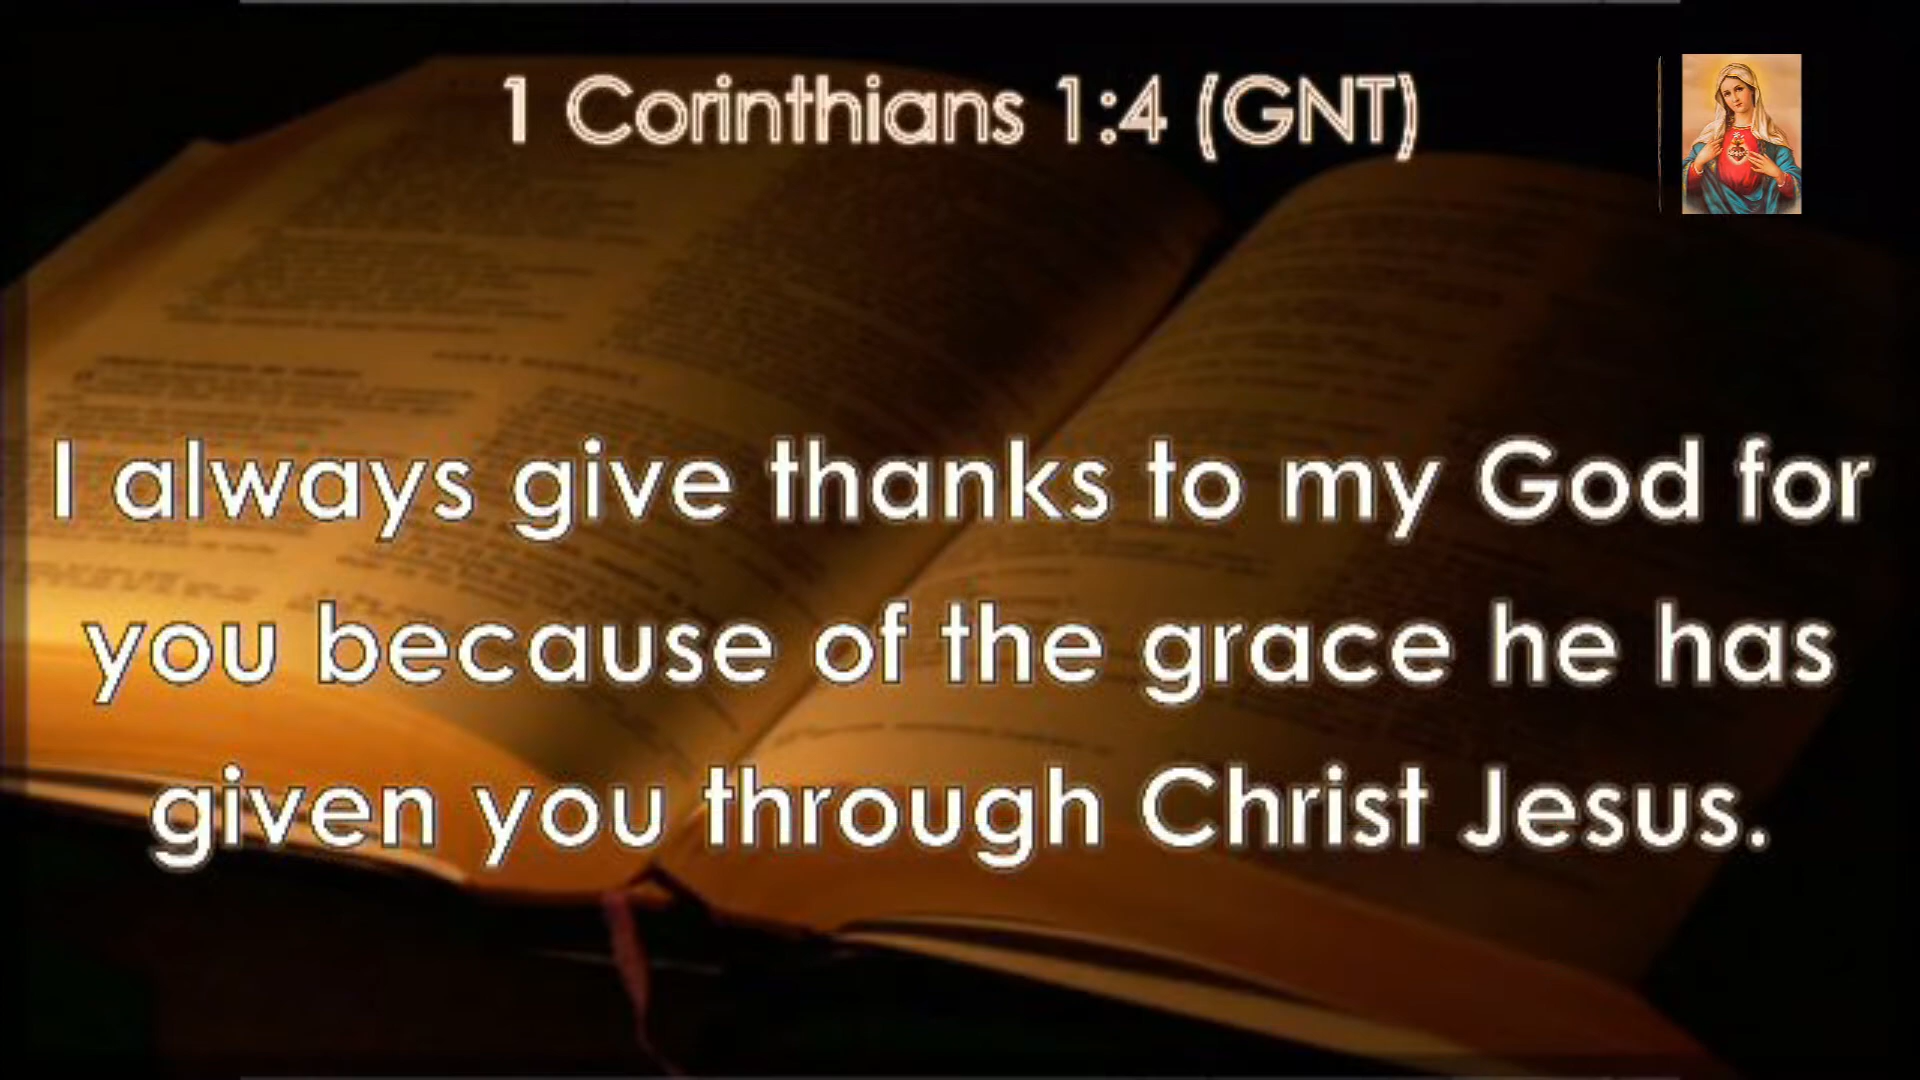 1 Corinthians 1:4 (GNT)
I always give thanks to my God for
you because of the grace he has
given you through Christ Jesus.